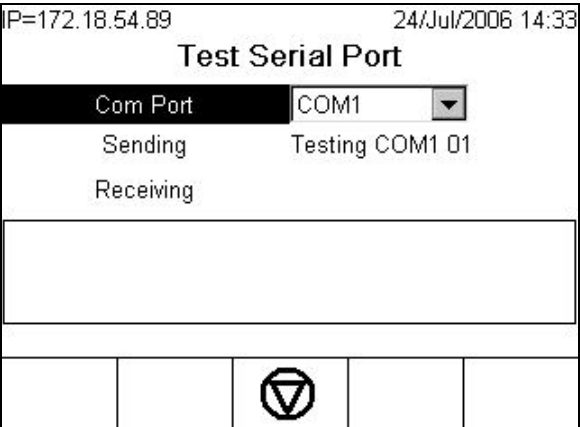 IP=172.18.54.89 24/Jul/2006 14:33
Test Serial Port
Com Port COM1
Sending Testing COM1 01
Receiving